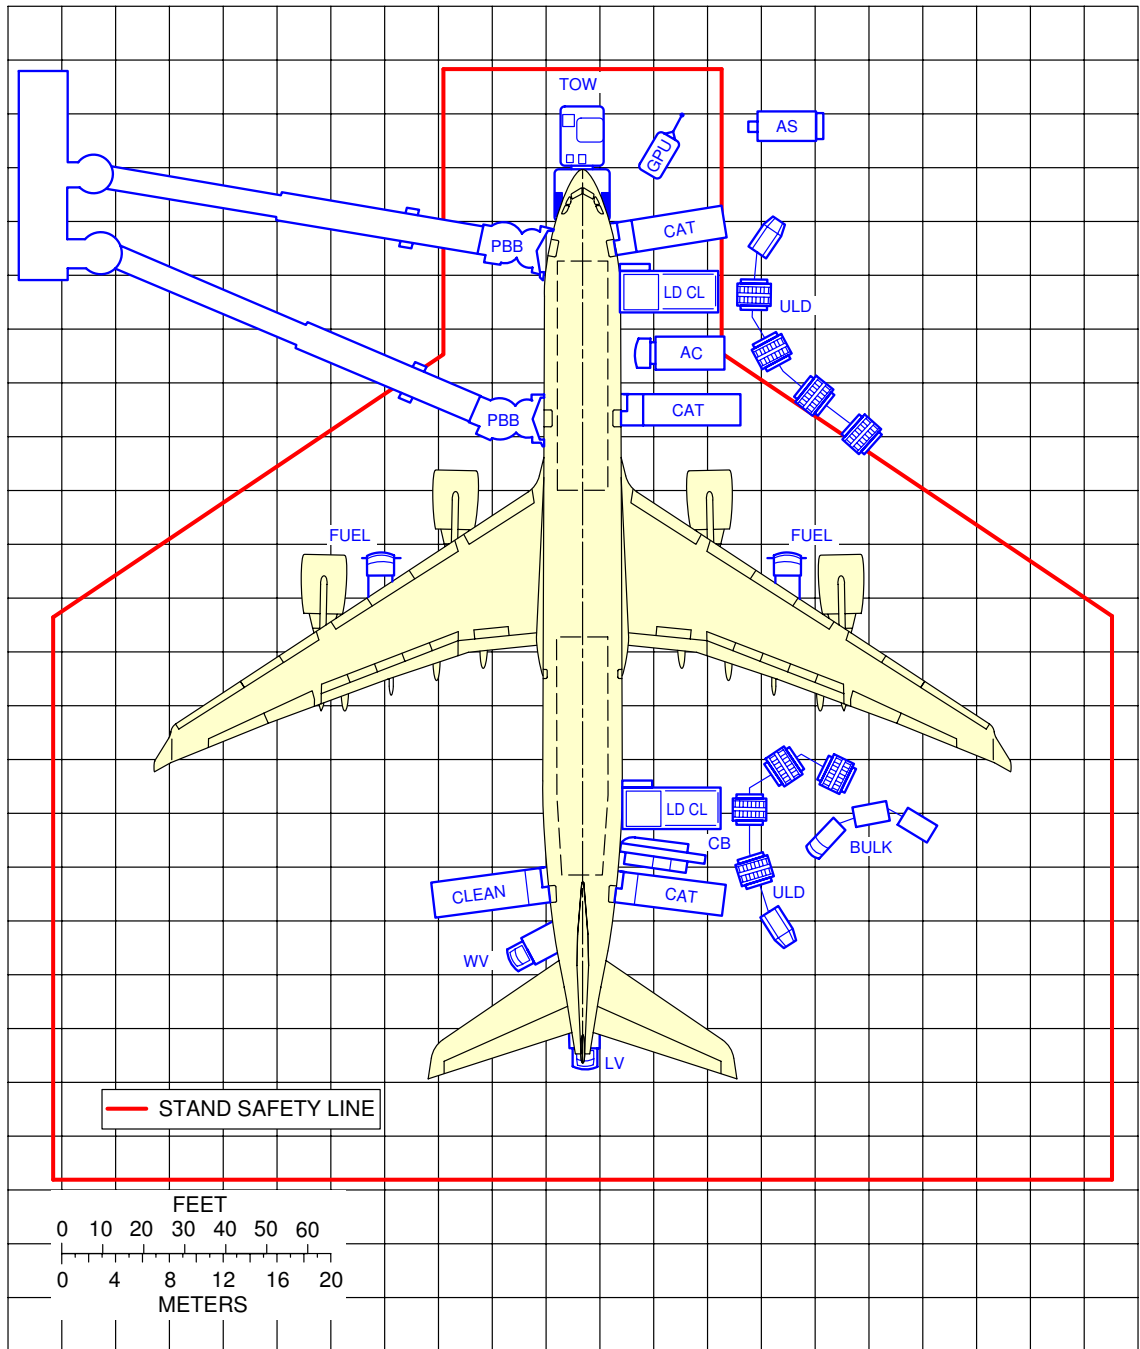 TOW
AS
GPU
CAT
PBB
LD CL
ULD
AC
CAT
PBB
FUEL
FUEL
LD CL
CB
BULK
CLEAN
CAT
ULD
WV
LV
STAND SAFETY LINE
FEET
0 10 20 30 40 50 60
0 4 8 12 16 20
METERS